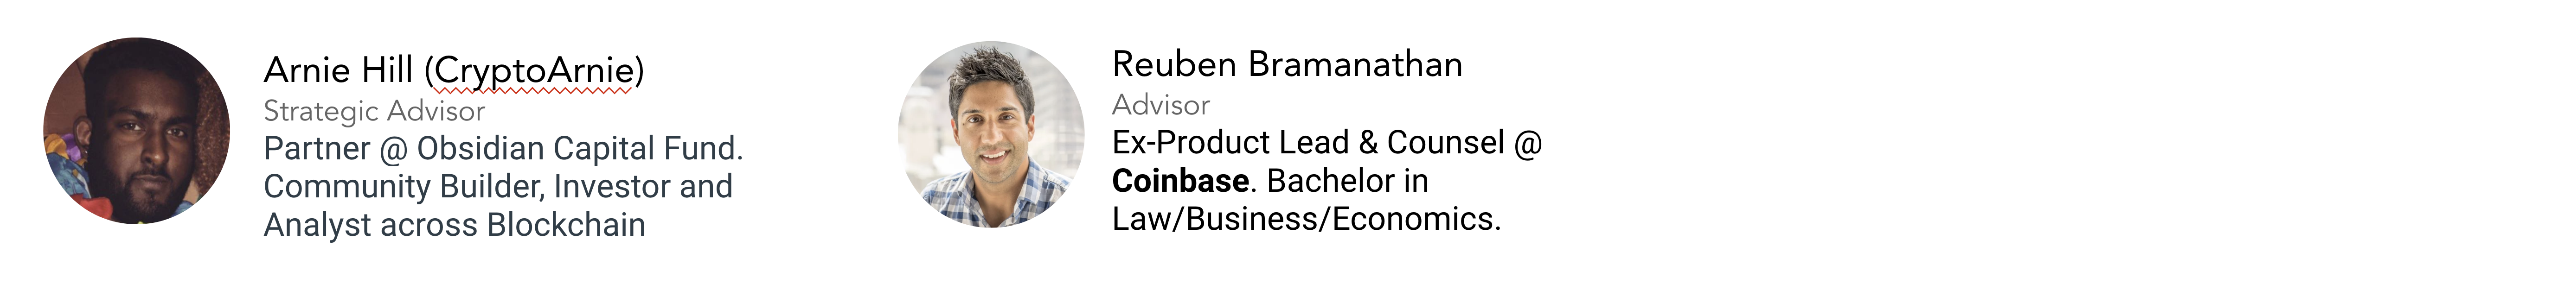 Arnie Hill (CryptoArnie)
Strategic Advisor
Partner @ Obsidian Capital Fund.
Community Builder, Investor and
Analyst across Blockchain
Reuben Bramanathan
Advisor
Ex-Product Lead & Counsel @
Coinbase. Bachelor in
Law/Business/Economics.